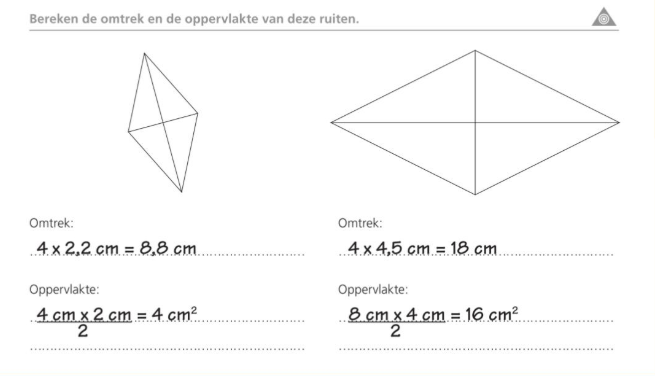 Bereken de omtrek en de oppervlakte van deze ruiten.
Omtrek:
4 x 2,2 cm = 8,8 cm
Oppervlakte:
4 cm x 2 cm = 4 cm²
2
Omtrek:
4 x 4,5 cm = 18 cm
Oppervlakte:
8 cm x 4 cm = 16 cm²
2